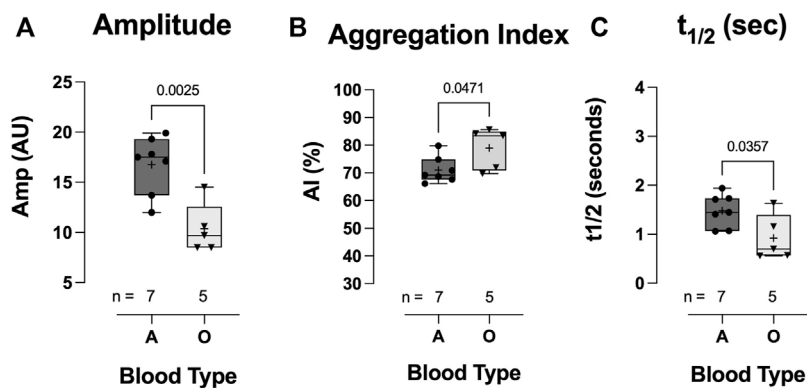 A Amplitude
Amp (AU)
25
20
15
10
5
0.0025
n = 7 5
A O
Blood Type
B Aggregation Index
AI (%)
100
90
80
70
60
50
40
30
0.0471
n = 7 5
A O
Blood Type
C t1/2 (sec)
t1/2 (seconds)
4
3
2
1
0
0.0357
n = 7 5
A O
Blood Type